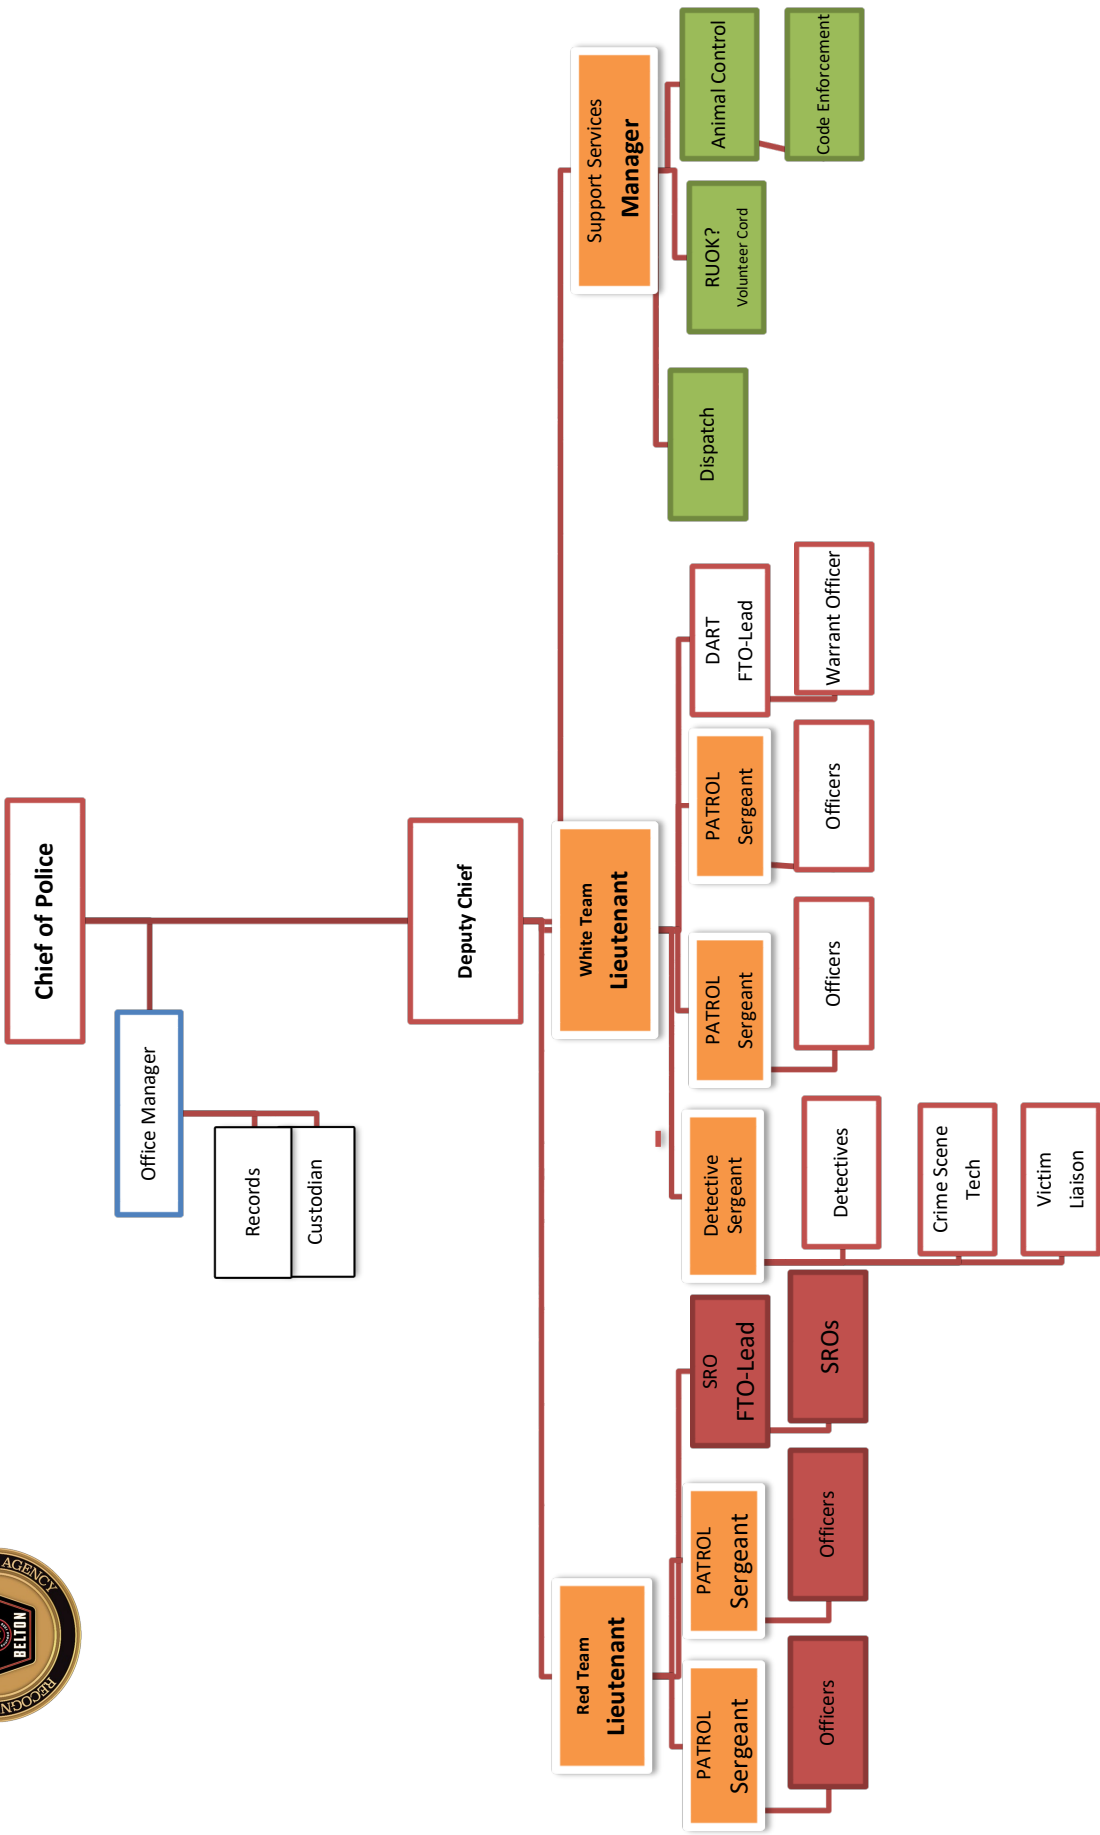 AGENCY
BELTON
RECOGN
Chief of Police
Office Manager
Records
Custodian
Deputy Chief
Red Team
Lieutenant
White Team
Lieutenant
Support Services
Manager
PATROL
Sergeant
Officers
PATROL
Sergeant
Officers
SRO
FTO-Lead
SROs
Detective
Sergeant
Detectives
Crime Scene
Tech
Victim
Liaison
PATROL
Sergeant
Officers
PATROL
Sergeant
Officers
DART
FTO-Lead
Warrant Officer
Dispatch
RUOK?
Volunteer Cord
Animal Control
Code Enforcement